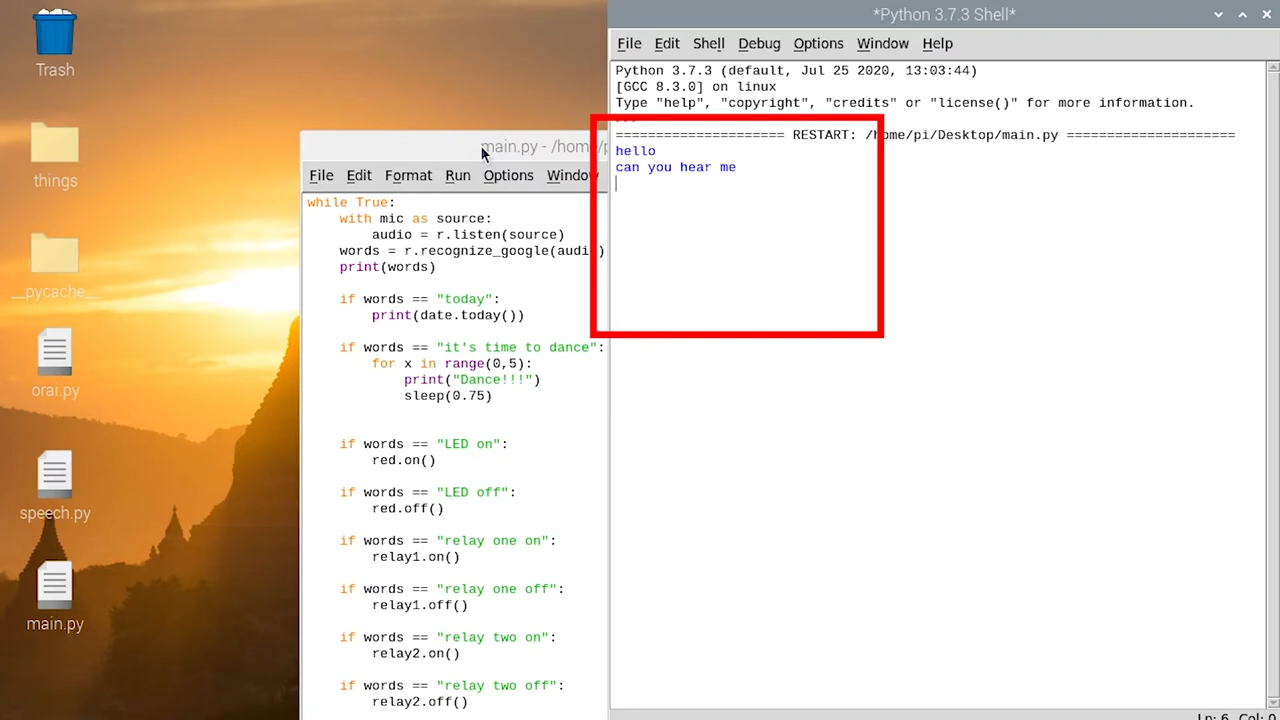 Trash
things
__pycache__
orai.py
speech.py
main.py
main.py - /home/p
File Edit Format Run Options Window
while True:
    with mic as source:
        audio = r.listen(source)
    words = r.recognize_google(audio)
    print(words)
    if words == "today":
        print(date.today())
    if words == "it's time to dance":
        for x in range(0,5):
            print("Dance!!!")
            sleep(0.75)
    if words == "LED on":
        red.on()
    if words == "LED off":
        red.off()
    if words == "relay one on":
        relay1.on()
    if words == "relay one off":
        relay1.off()
    if words == "relay two on":
        relay2.on()
    if words == "relay two off":
        relay2.off()
*Python 3.7.3 Shell*
File Edit Shell Debug Options Window Help
Python 3.7.3 (default, Jul 25 2020, 13:03:44)
[GCC 8.3.0] on linux
Type "help", "copyright", "credits" or "license()" for more information.
===================== RESTART: /home/pi/Desktop/main.py =====================
hello
can you hear me
Ln: 6 Col: 0